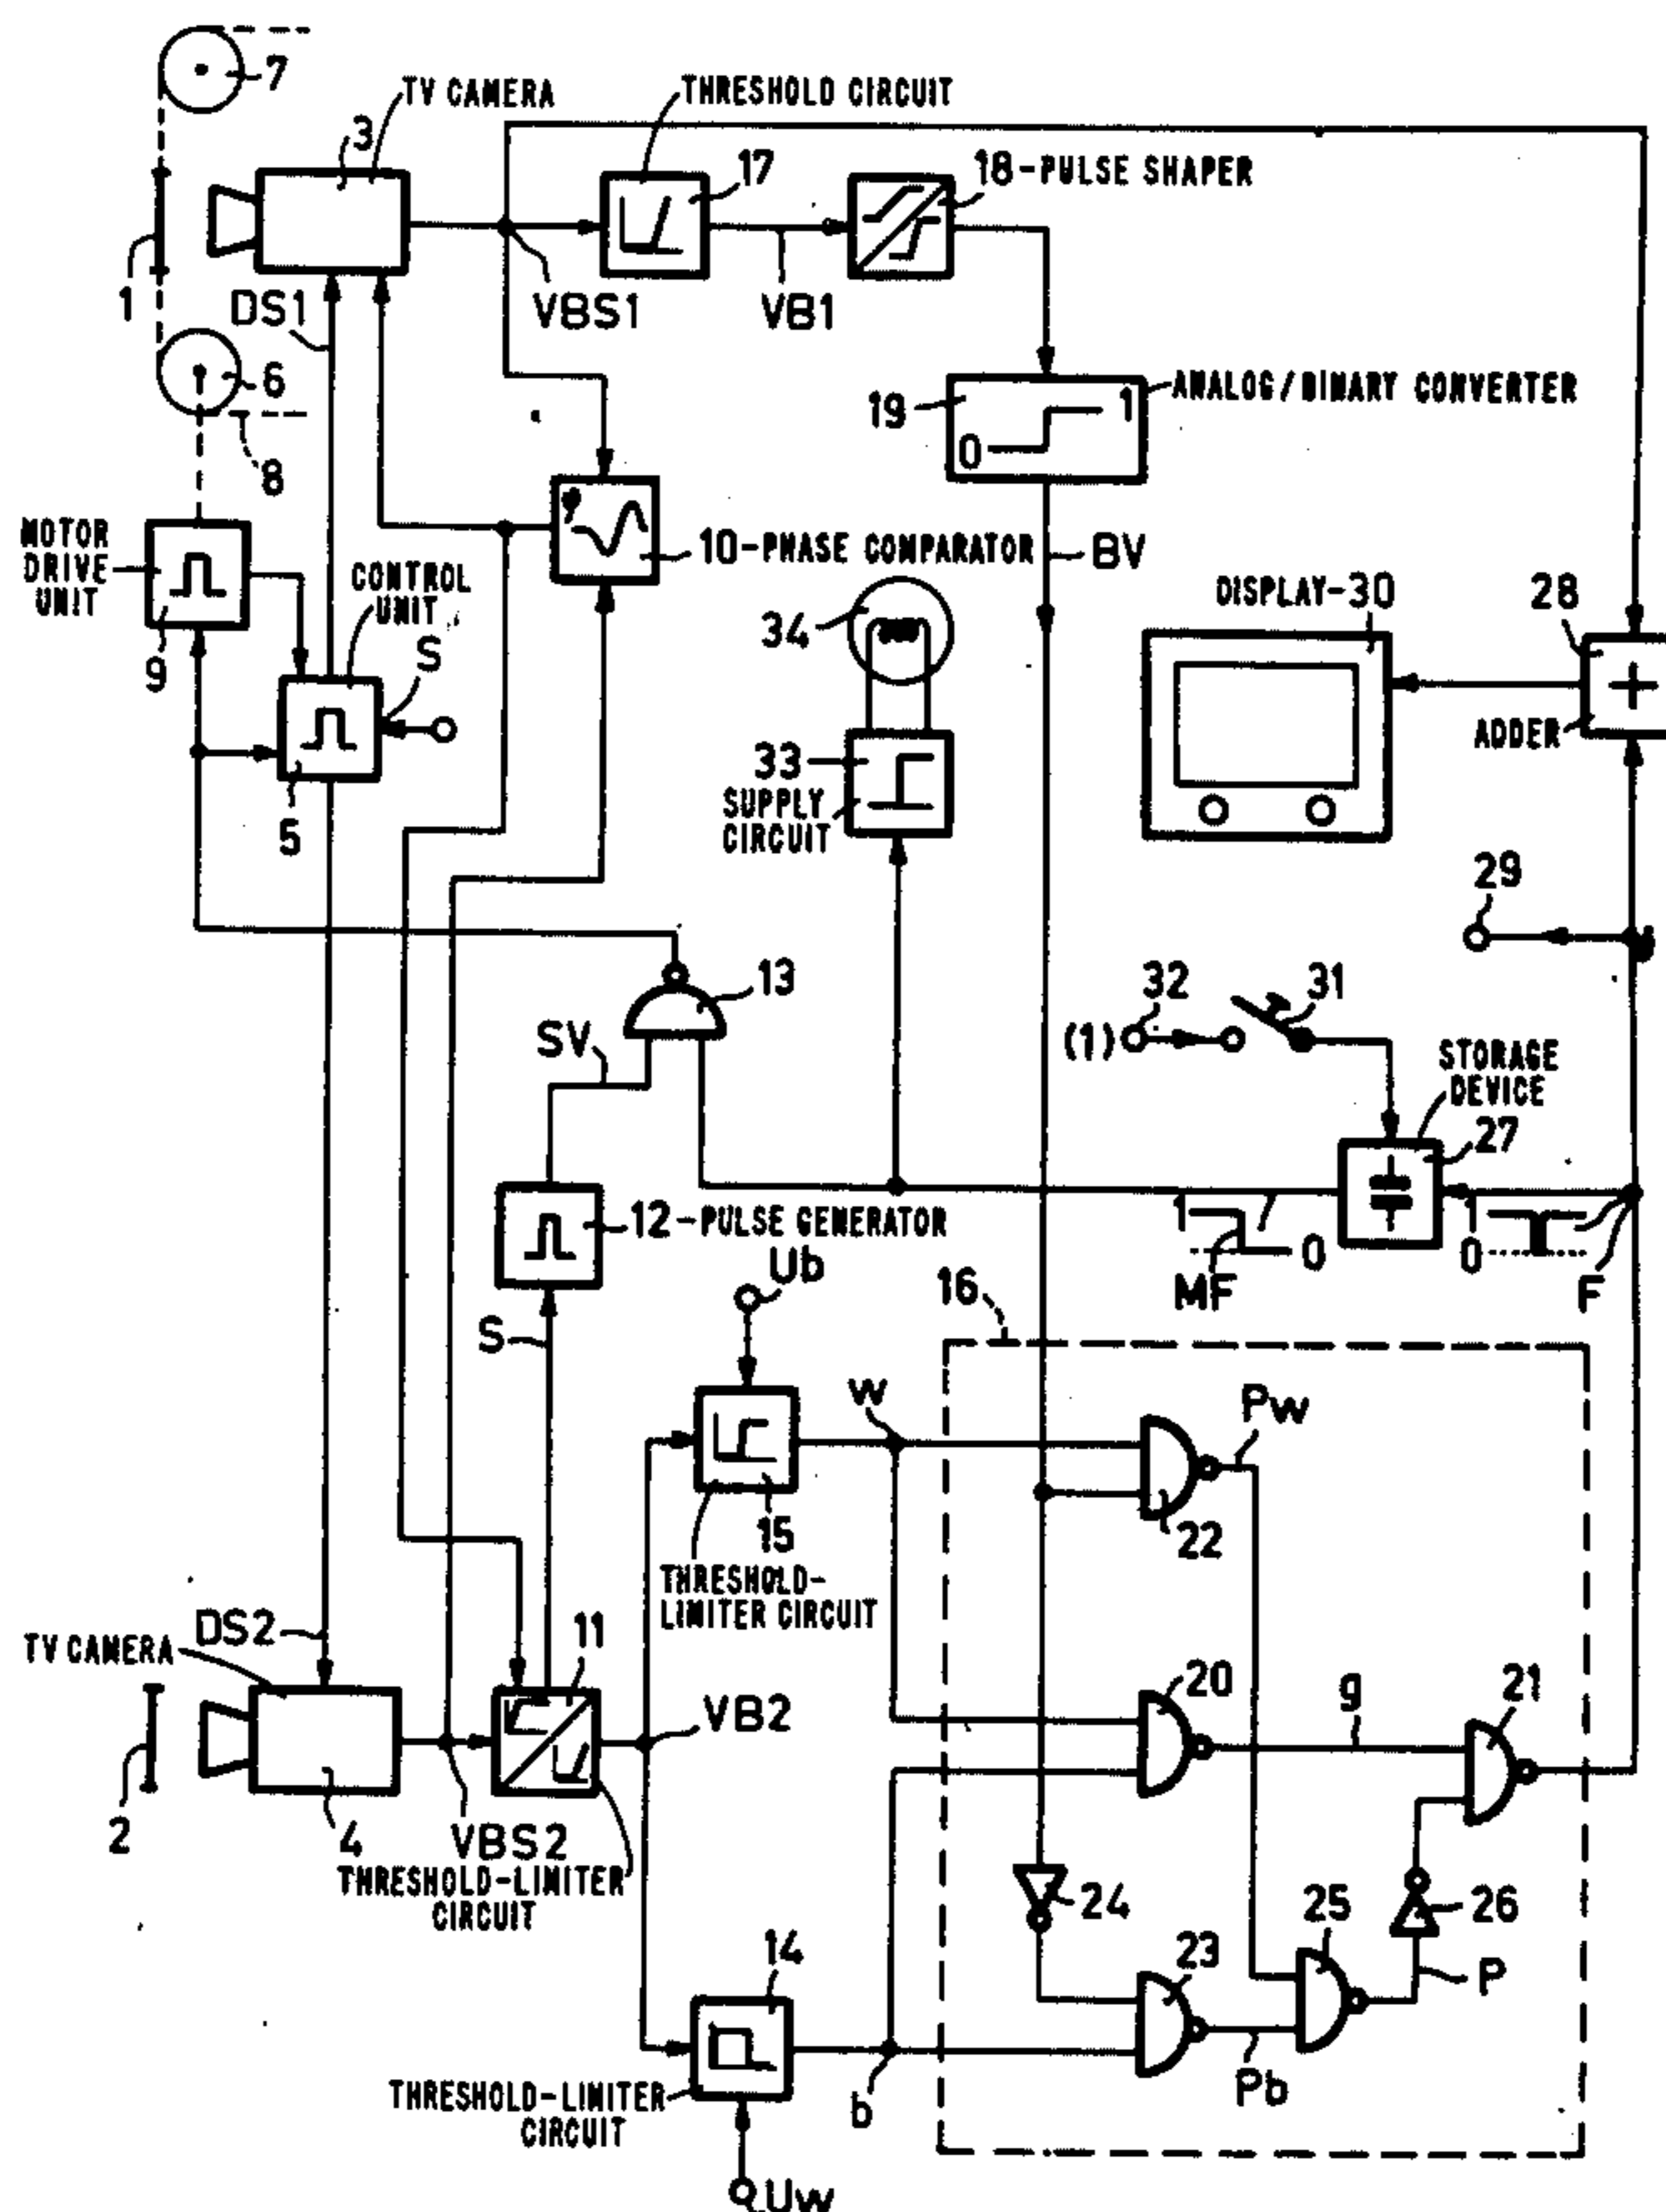 7
TV CAMERA
THRESHOLD CIRCUIT
3
17
18-PULSE SHAPER
1
DS1
VBS1
VB1
6
ANALOG/BINARY CONVERTER
19
0
1
8
MOTOR
DRIVE
UNIT
10-PHASE COMPARATOR
BV
CONTROL
UNIT
DISPLAY-30
28
34
9
S
+
ADDER
33
SUPPLY
CIRCUIT
5
29
13
32
31
SV
(1)
STORAGE
DEVICE
27
12-PULSE GENERATOR
1
0
1
0
MF
F
Ub
16
S
w
Pw
15
22
THRESHOLD-
LIMITER CIRCUIT
DS2
TV CAMERA
11
20
21
VB2
g
2
4
VBS2
THRESHOLD-LIMITER
CIRCUIT
24
25
26
14
23
P
THRESHOLD-LIMITER
CIRCUIT
b
Pb
Uw